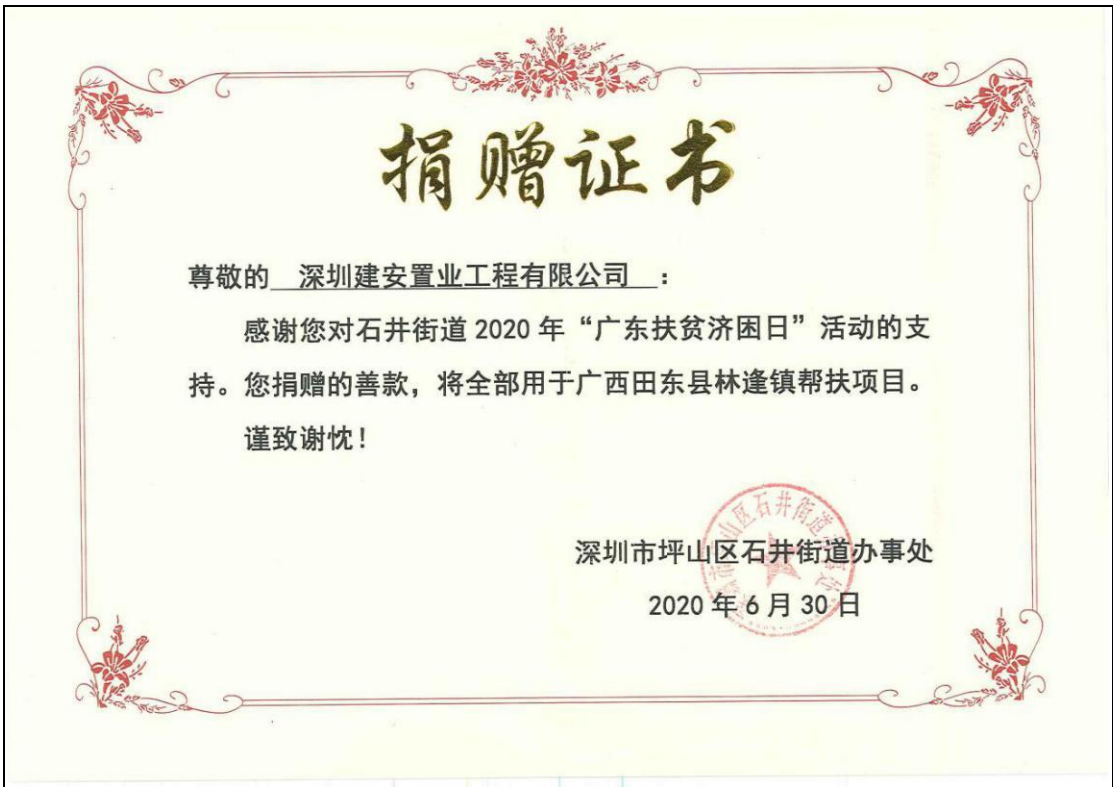 捐赠证书
尊敬的 深圳建安置业工程有限公司 :
感谢您对石井街道 2020 年“广东扶贫济困日”活动的支
持。您捐赠的善款，将全部用于广西田东县林逢镇帮扶项目。
谨致谢忱！
深圳市坪山区石井街道办事处
2020 年 6 月 30 日